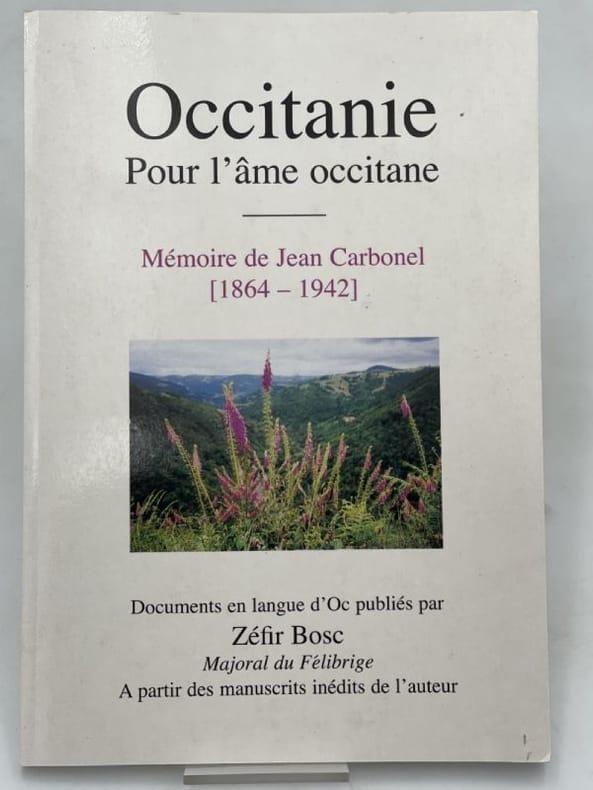 Occitanie
Pour l'âme occitane
Mémoire de Jean Carbonel
[1864 – 1942]
Documents en langue d'Oc publiés par
Zéfir Bosc
Majoral du Félibrige
A partir des manuscrits inédits de l'auteur